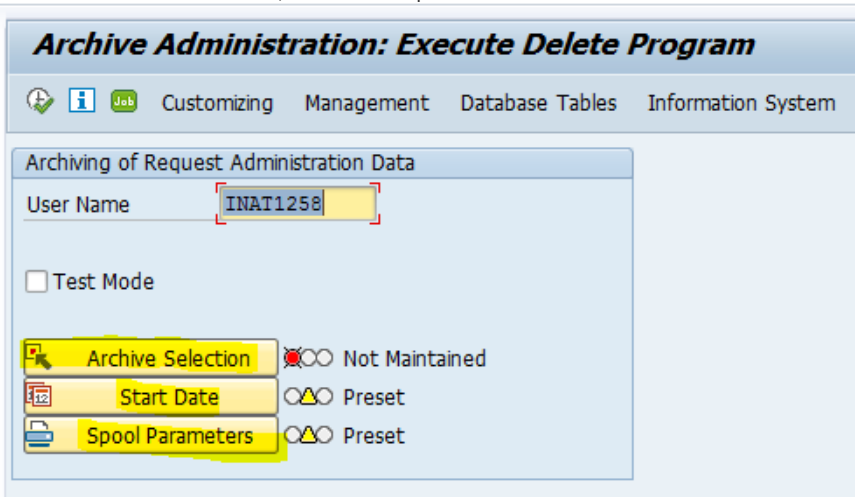 Archive Administration: Execute Delete Program
Job Customizing Management Database Tables Information System
Archiving of Request Administration Data
User Name INAT1258
Test Mode
Archive Selection Not Maintained
12 Start Date Preset
Spool Parameters Preset